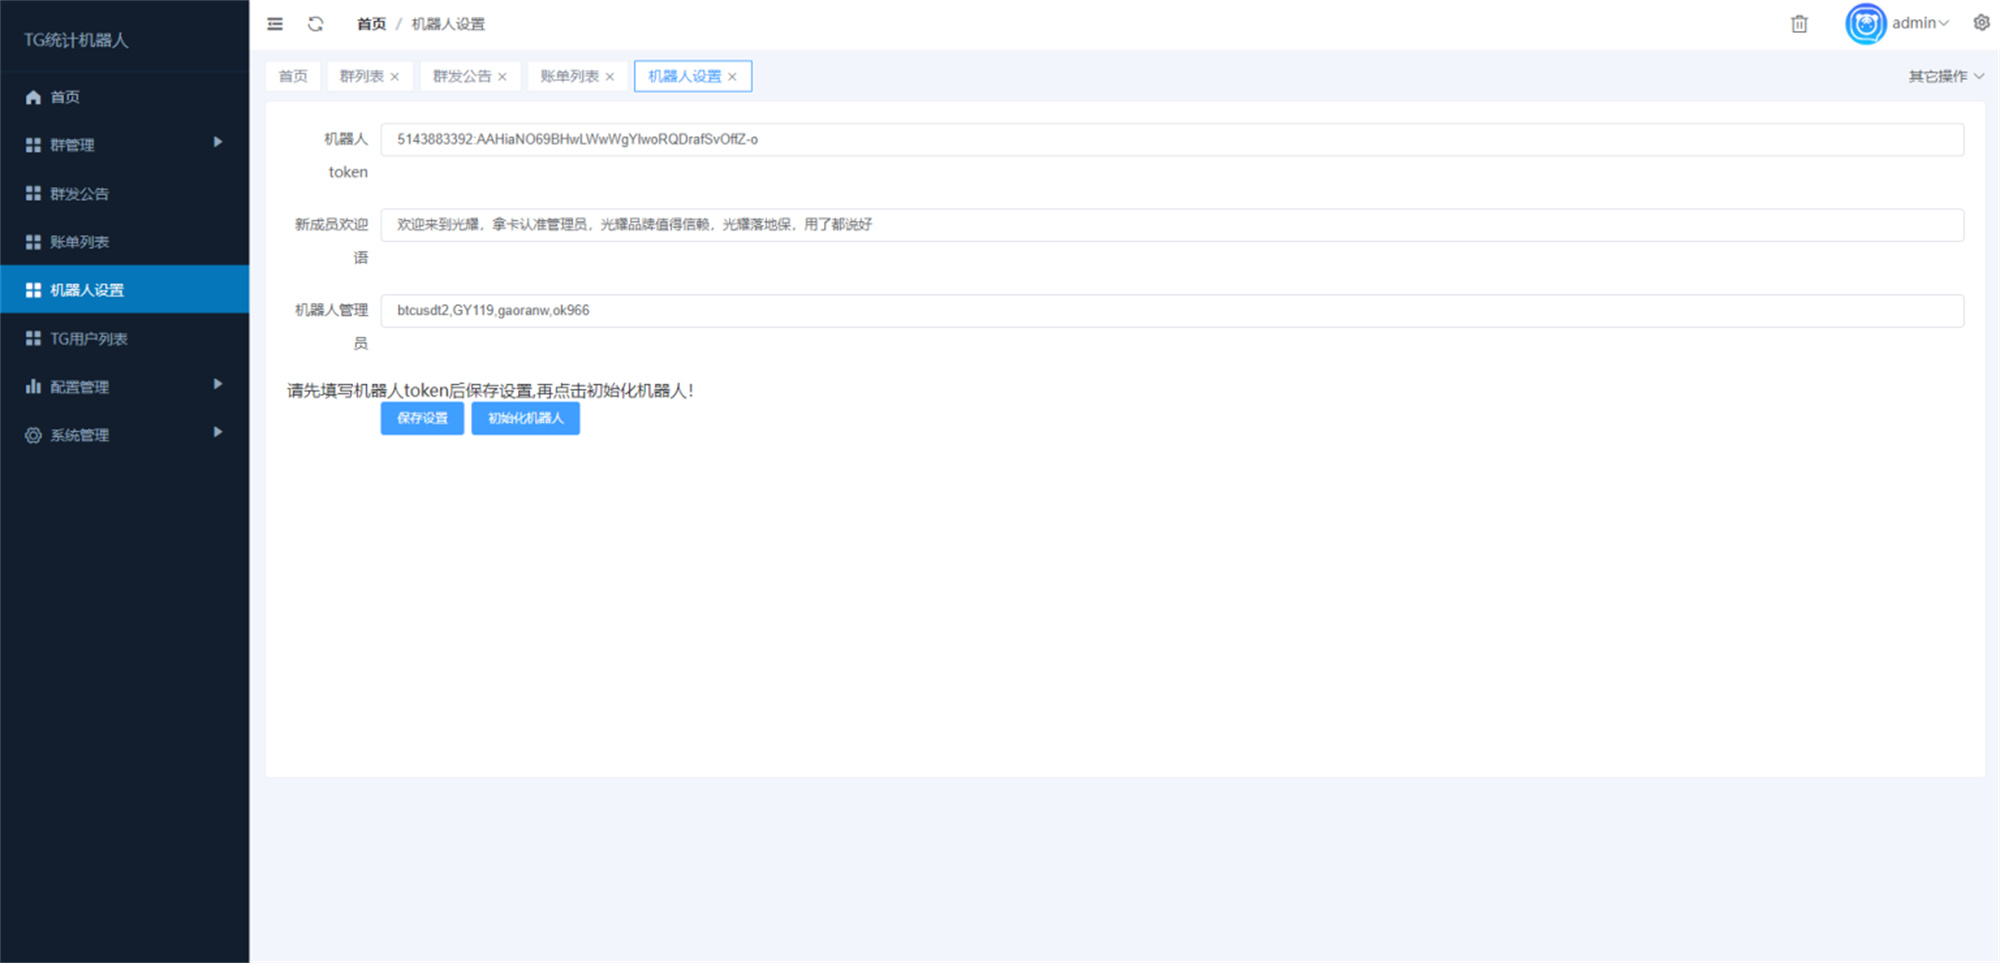 TG统计机器人
首页
群管理
群发公告
账单列表
机器人设置
TG用户列表
配置管理
系统管理
首页 / 机器人设置
admin
首页
群列表 ×
群发公告 ×
账单列表 ×
机器人设置 ×
其它操作
机器人token
5143883392:AAHiaNO69BHwLWwWgYlwoRQDrafSvOffZ-o
新成员欢迎语
欢迎来到光耀，拿卡认准管理员，光耀品牌值得信赖，光耀落地保，用了都说好
机器人管理员
btcusdt2,GY119,gaoranw,ok966
请先填写机器人token后保存设置,再点击初始化机器人!
保存设置
初始化机器人